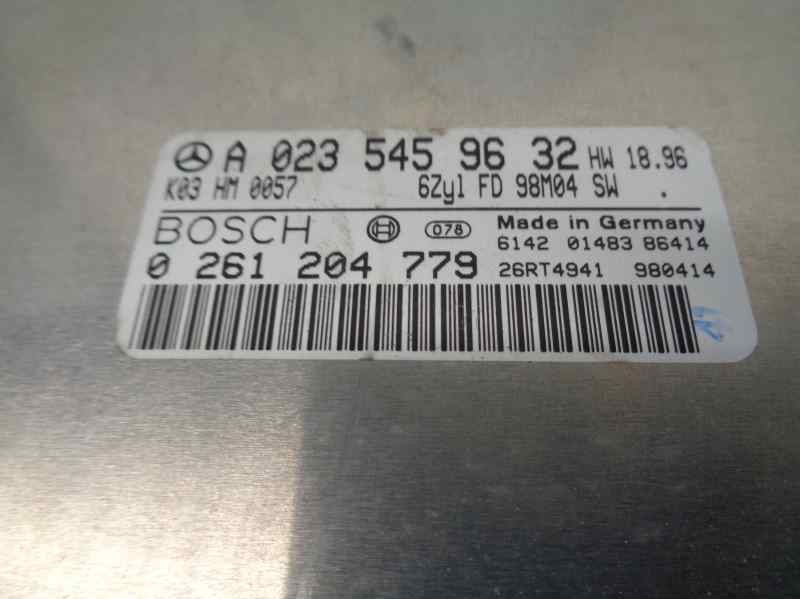 A 023 545 96 32 HW 18.96
K03 HM 0057 6Zyl FD 98M04 SW .
BOSCH 078 Made in Germany
6142 01483 86414
0 261 204 779 26RT4941 980414